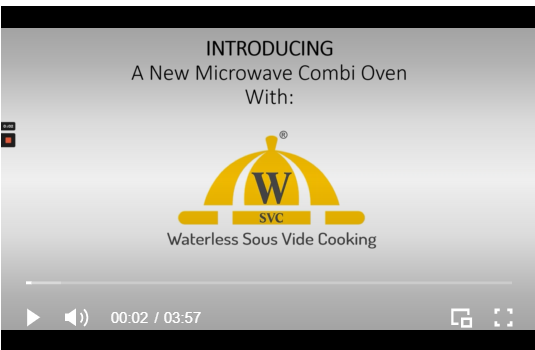 INTRODUCING
A New Microwave Combi Oven
With:
®
W
SVC
Waterless Sous Vide Cooking
00:02 / 03:57